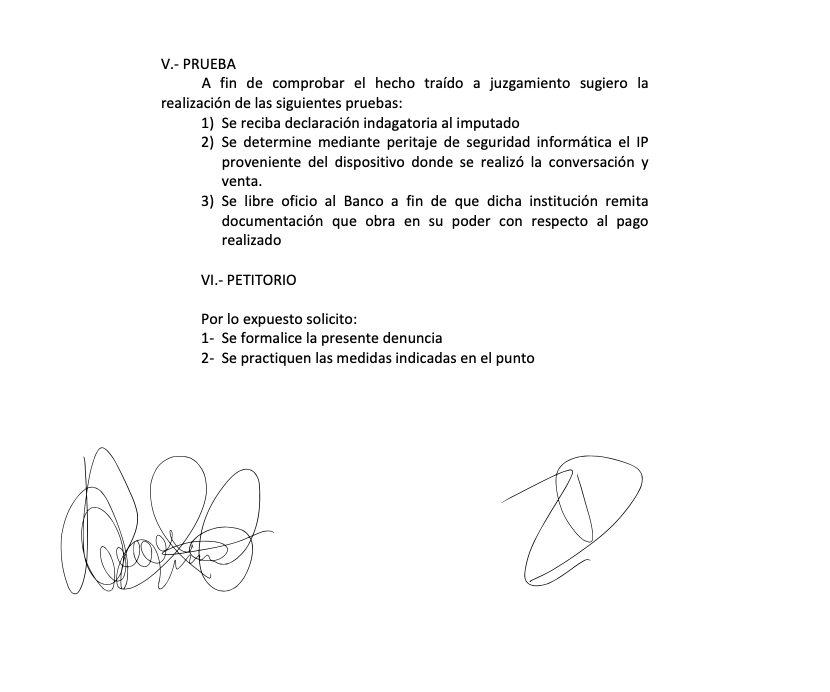 V.- PRUEBA
A fin de comprobar el hecho traído a juzgamiento sugiero la
realización de las siguientes pruebas:
1) Se reciba declaración indagatoria al imputado
2) Se determine mediante peritaje de seguridad informática el IP
proveniente del dispositivo donde se realizó la conversación y
venta.
3) Se libre oficio al Banco a fin de que dicha institución remita
documentación que obra en su poder con respecto al pago
realizado
VI.- PETITORIO
Por lo expuesto solicito:
1- Se formalice la presente denuncia
2- Se practiquen las medidas indicadas en el punto